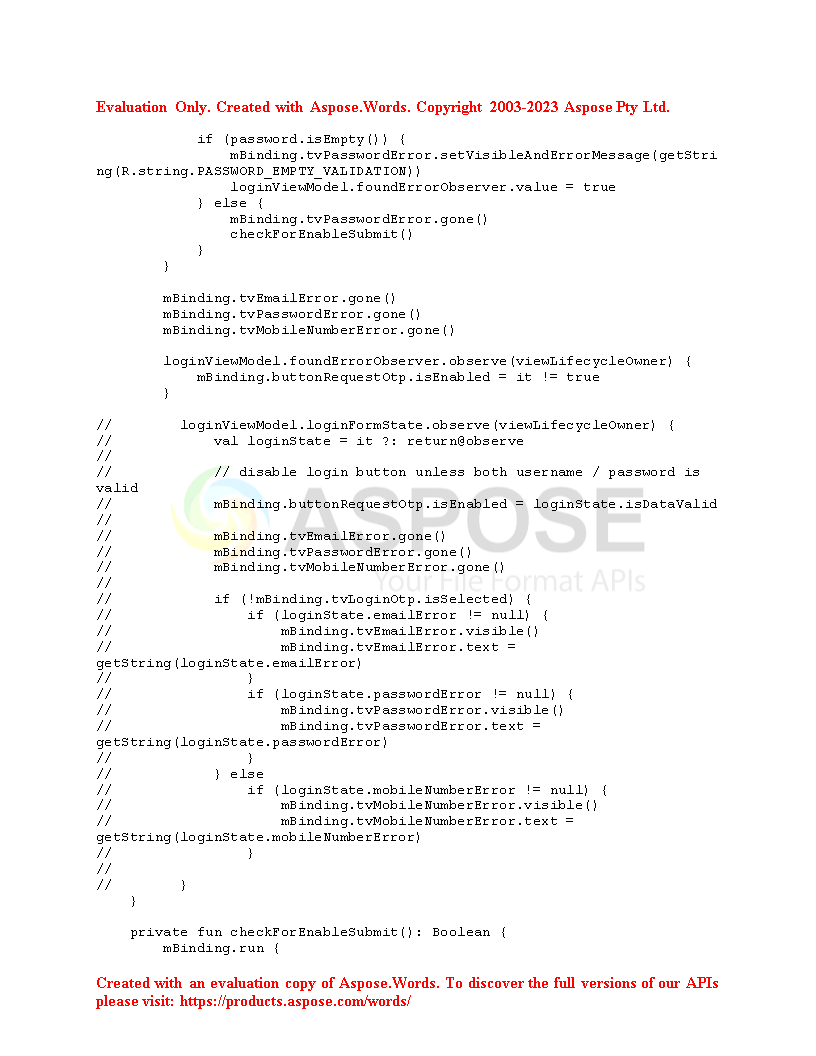 Evaluation Only. Created with Aspose.Words. Copyright 2003-2023 Aspose Pty Ltd.
            if (password.isEmpty()) {
                mBinding.tvPasswordError.setVisibleAndErrorMessage(getStri
ng(R.string.PASSWORD_EMPTY_VALIDATION))
                loginViewModel.foundErrorObserver.value = true
            } else {
                mBinding.tvPasswordError.gone()
                checkForEnableSubmit()
            }
        }
        mBinding.tvEmailError.gone()
        mBinding.tvPasswordError.gone()
        mBinding.tvMobileNumberError.gone()
        loginViewModel.foundErrorObserver.observe(viewLifecycleOwner) {
            mBinding.buttonRequestOtp.isEnabled = it != true
        }
//        loginViewModel.loginFormState.observe(viewLifecycleOwner) {
//            val loginState = it ?: return@observe
//
//            // disable login button unless both username / password is
valid
//            mBinding.buttonRequestOtp.isEnabled = loginState.isDataValid
//
//            mBinding.tvEmailError.gone()
//            mBinding.tvPasswordError.gone()
//            mBinding.tvMobileNumberError.gone()
//
//            if (!mBinding.tvLoginOtp.isSelected) {
//                if (loginState.emailError != null) {
//                    mBinding.tvEmailError.visible()
//                    mBinding.tvEmailError.text =
getString(loginState.emailError)
//                }
//                if (loginState.passwordError != null) {
//                    mBinding.tvPasswordError.visible()
//                    mBinding.tvPasswordError.text =
getString(loginState.passwordError)
//                }
//            } else
//                if (loginState.mobileNumberError != null) {
//                    mBinding.tvMobileNumberError.visible()
//                    mBinding.tvMobileNumberError.text =
getString(loginState.mobileNumberError)
//                }
//
//        }
    }
    private fun checkForEnableSubmit(): Boolean {
        mBinding.run {
ASPOSE
Your File Format APIs
Created with an evaluation copy of Aspose.Words. To discover the full versions of our APIs
please visit: https://products.aspose.com/words/